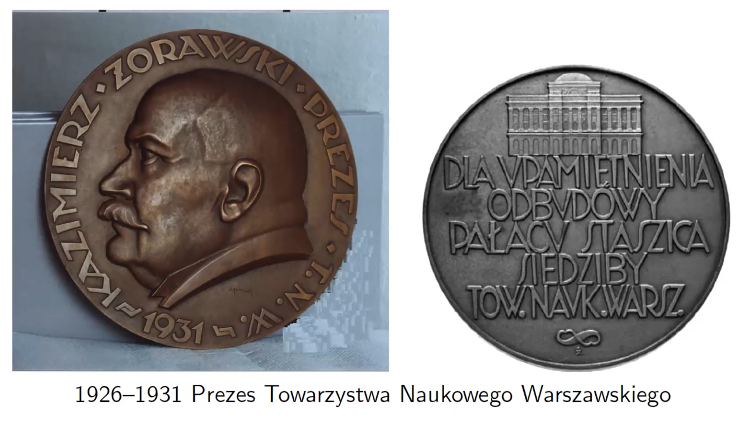 KAZIMIERZ · ZORAWSKI · PREZES · T. N. W.
1931
DLA VPAMIĘTNIENIA
ODBVDOWY
PAŁACV STASZICA
SIEDZIBY
TOW. NAVK. WARSZ.
1926–1931 Prezes Towarzystwa Naukowego Warszawskiego